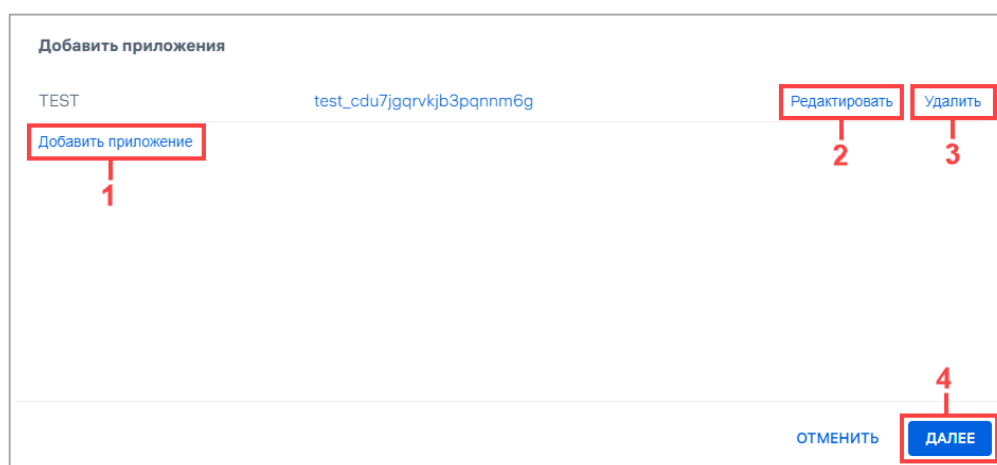 Добавить приложения
TEST test_cdu7jgqrvkjb3pqnnm6g Редактировать Удалить
Добавить приложение
1
2
3
4
ОТМЕНИТЬ ДАЛЕЕ